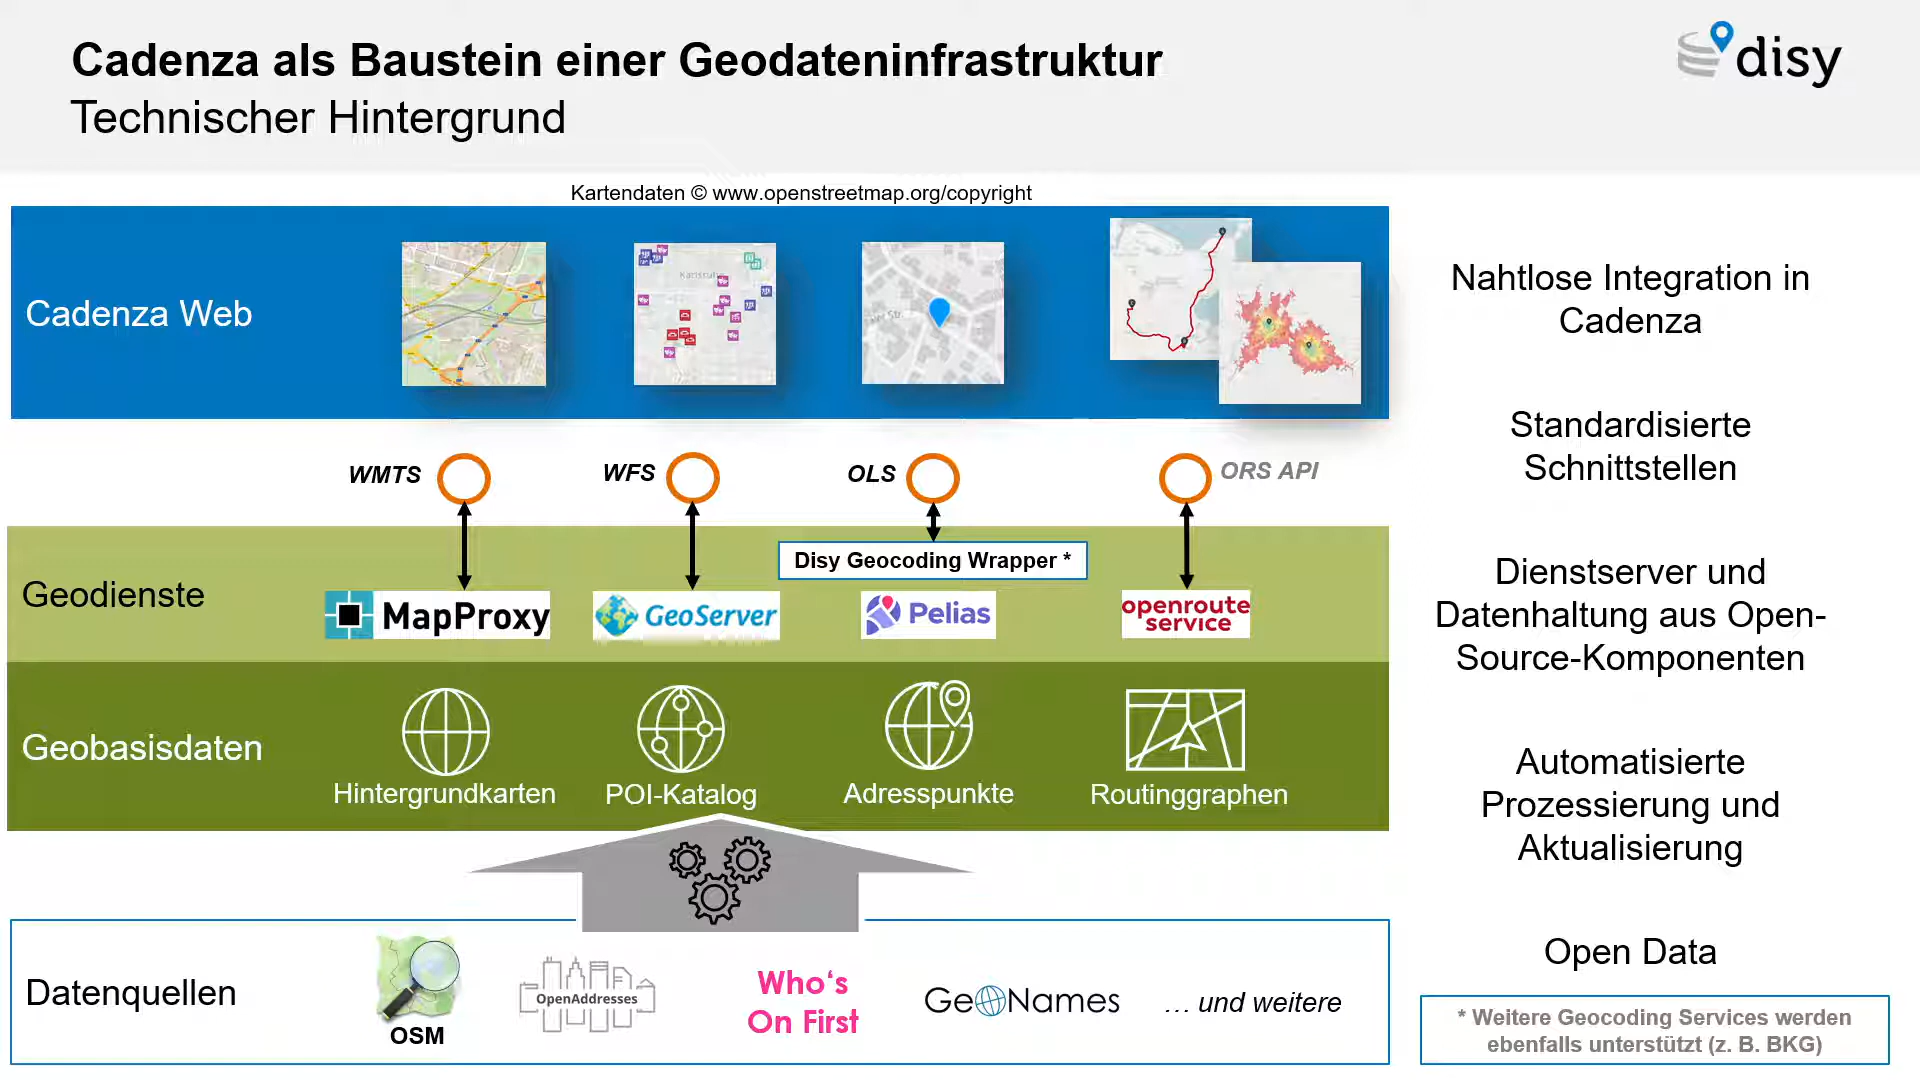 Cadenza als Baustein einer Geodateninfrastruktur
Technischer Hintergrund
disy
Kartendaten © www.openstreetmap.org/copyright
Cadenza Web
Karlsruhe
Nahtlose Integration in
Cadenza
WMTS
WFS
OLS
ORS API
Standardisierte
Schnittstellen
Geodienste
Disy Geocoding Wrapper *
MapProxy
GeoServer
Pelias
openroute
service
Dienstserver und
Datenhaltung aus Open-
Source-Komponenten
Geobasisdaten
Hintergrundkarten
POI-Katalog
Adresspunkte
Routinggraphen
Automatisierte
Prozessierung und
Aktualisierung
Datenquellen
OSM
OpenAddresses
Who‘s
On First
GeoNames
... und weitere
Open Data
* Weitere Geocoding Services werden
ebenfalls unterstützt (z. B. BKG)